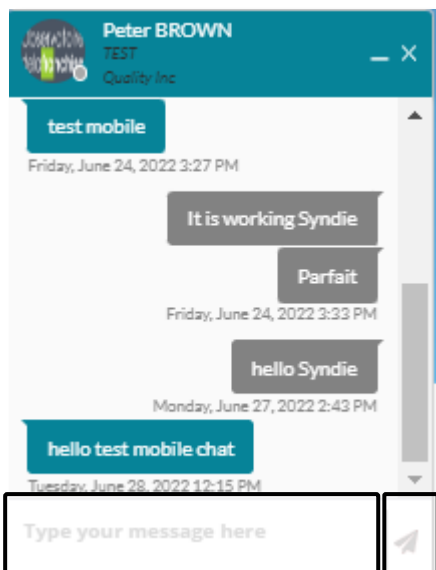 Peter BROWN
TEST
Quality Inc
test mobile
Friday, June 24, 2022 3:27 PM
It is working Syndie
Parfait
Friday, June 24, 2022 3:33 PM
hello Syndie
Monday, June 27, 2022 2:43 PM
hello test mobile chat
Tuesday, June 28, 2022 12:15 PM
Type your message here